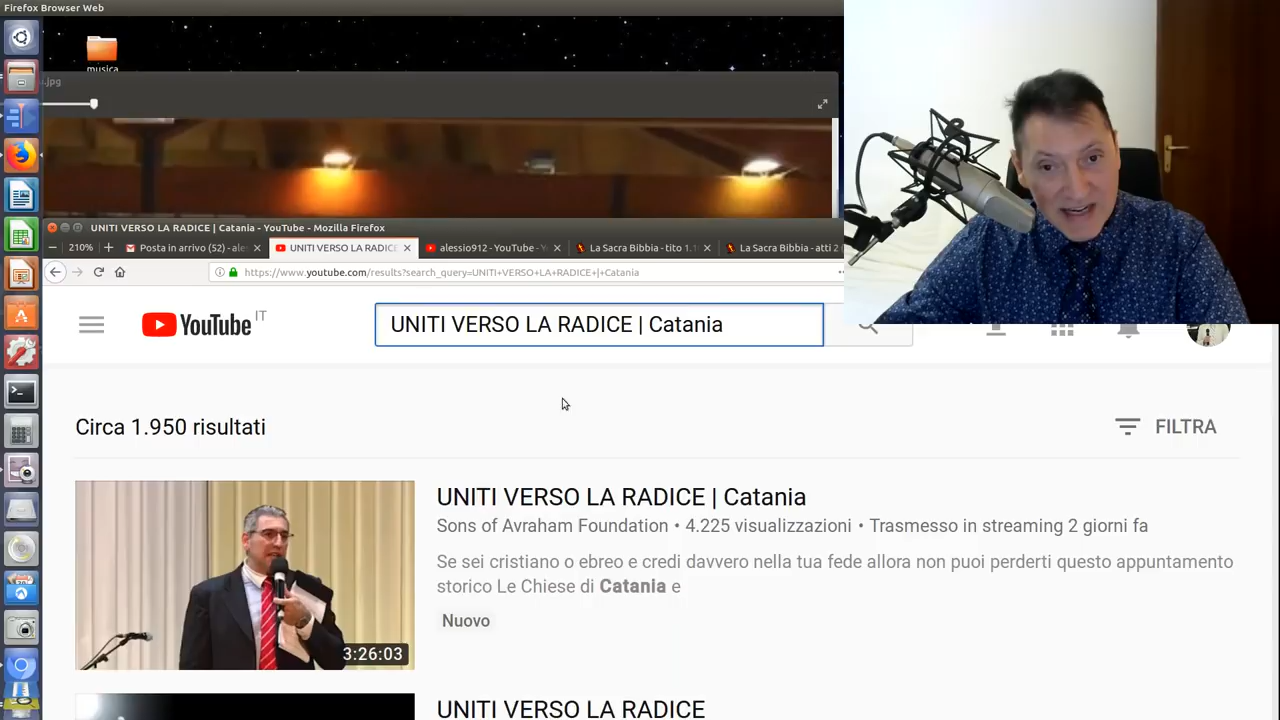 Firefox Browser Web
musica
.jpg
UNITI VERSO LA RADICE | Catania - YouTube - Mozilla Firefox
210%
Posta in arrivo (52) - ale
UNITI VERSO LA RADICE
alessio912 - YouTube - Y
La Sacra Bibbia - tito 1.1
La Sacra Bibbia - atti 2
https://www.youtube.com/results?search_query=UNITI+VERSO+LA+RADICE+|+Catania
YouTube IT
UNITI VERSO LA RADICE | Catania
Circa 1.950 risultati
FILTRA
UNITI VERSO LA RADICE | Catania
Sons of Avraham Foundation • 4.225 visualizzazioni • Trasmesso in streaming 2 giorni fa
Se sei cristiano o ebreo e credi davvero nella tua fede allora non puoi perderti questo appuntamento
storico Le Chiese di Catania e
Nuovo
3:26:03
UNITI VERSO LA RADICE